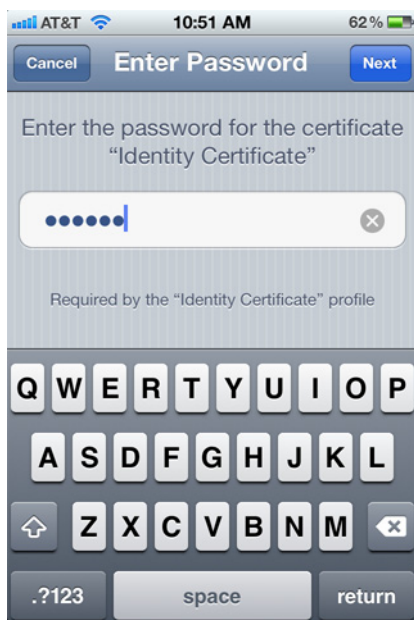 AT&T 10:51 AM 62%
Cancel Enter Password Next
Enter the password for the certificate
“Identity Certificate”
••••••
Required by the “Identity Certificate” profile
Q W E R T Y U I O P
A S D F G H J K L
Z X C V B N M
.?123 space return